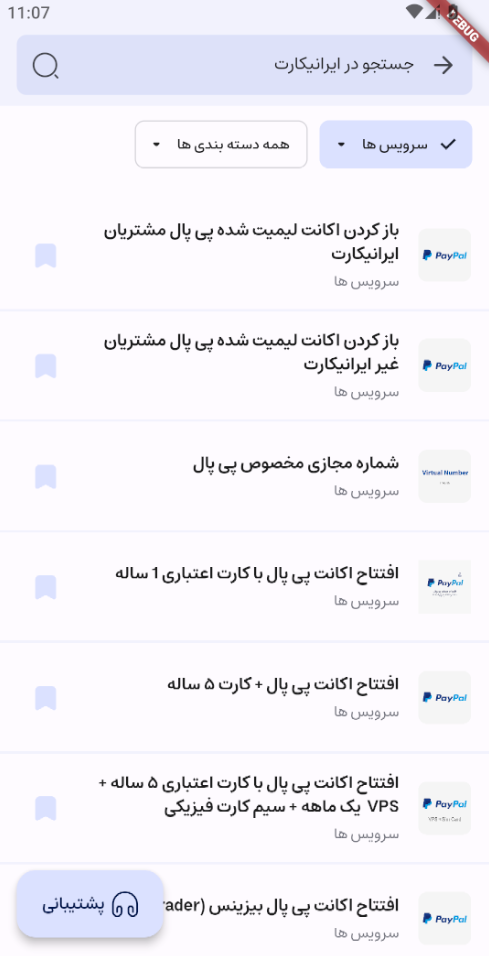 11:07
DEBUG
جستجو در ایرانیکارت
سرویس ها
همه دسته بندی ها
باز کردن اکانت لیمیت شده پی پال مشتریان
ایرانیکارت
سرویس ها
PayPal
باز کردن اکانت لیمیت شده پی پال مشتریان
غیر ایرانیکارت
سرویس ها
PayPal
شماره مجازی مخصوص پی پال
سرویس ها
Virtual Number
افتتاح اکانت پی پال با کارت اعتباری 1 ساله
سرویس ها
PayPal
افتتاح اکانت پی پال + کارت ۵ ساله
سرویس ها
PayPal
افتتاح اکانت پی پال با کارت اعتباری ۵ ساله +
VPS یک ماهه + سیم کارت فیزیکی
سرویس ها
PayPal
افتتاح اکانت پی پال بیزینس (rader
سرویس ها
PayPal
پشتیبانی